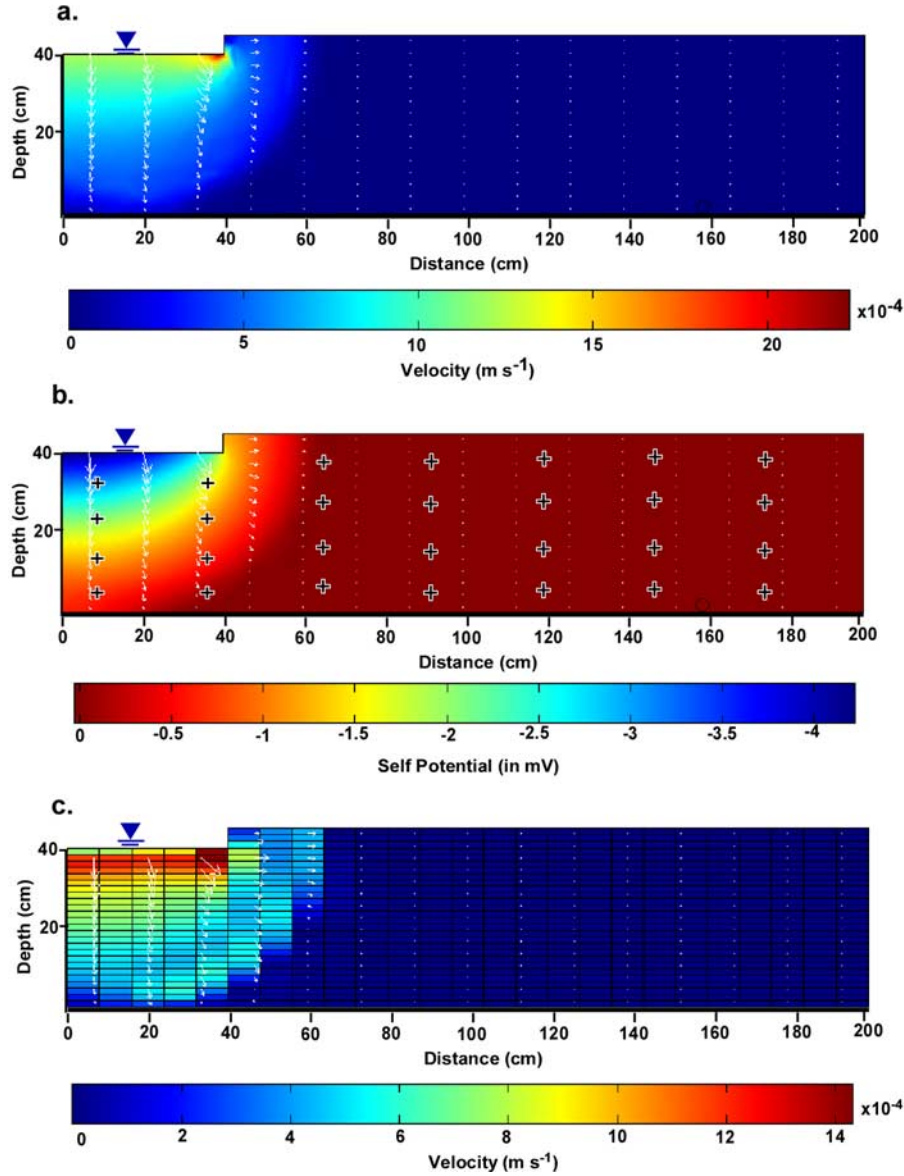 a.
40
20
Depth (cm)
0 20 40 60 80 100 120 140 160 180 200
Distance (cm)
0 5 10 15 20 x10-4
Velocity (m s-1)
b.
40
20
Depth (cm)
0 20 40 60 80 100 120 140 160 180 200
Distance (cm)
0 -0.5 -1 -1.5 -2 -2.5 -3 -3.5 -4
Self Potential (in mV)
c.
40
20
Depth (cm)
0 20 40 60 80 100 120 140 160 180 200
Distance (cm)
0 2 4 6 8 10 12 14 x10-4
Velocity (m s-1)